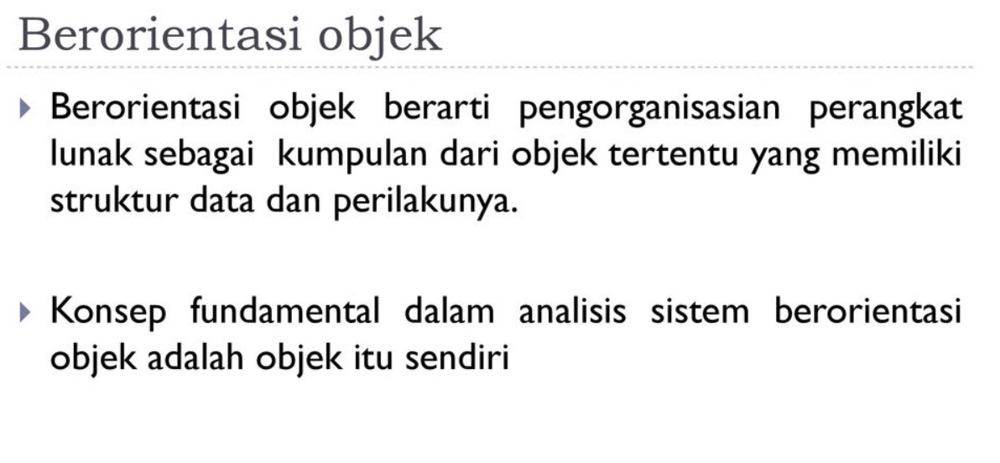 Berorientasi objek
Berorientasi objek berarti pengorganisasian perangkat
lunak sebagai kumpulan dari objek tertentu yang memiliki
struktur data dan perilakunya.
Konsep fundamental dalam analisis sistem berorientasi
objek adalah objek itu sendiri